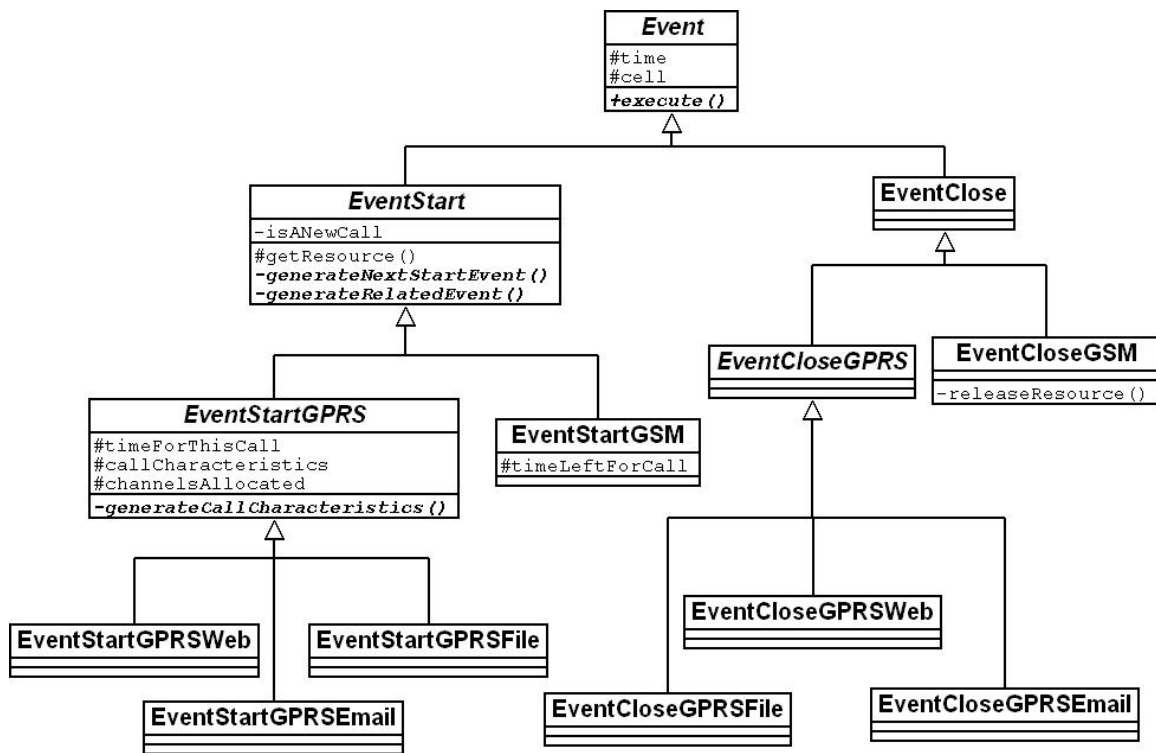 Event
#time
#cell
+execute()
EventStart
-isANewCall
#getResource()
-generateNextStartEvent()
-generateRelatedEvent()
EventClose
EventStartGPRS
#timeForThisCall
#callCharacteristics
#channelsAllocated
-generateCallCharacteristics()
EventStartGSM
#timeLeftForCall
EventCloseGPRS
EventCloseGSM
-releaseResource()
EventStartGPRSWeb
EventStartGPRSFile
EventStartGPRSEmail
EventCloseGPRSWeb
EventCloseGPRSFile
EventCloseGPRSEmail